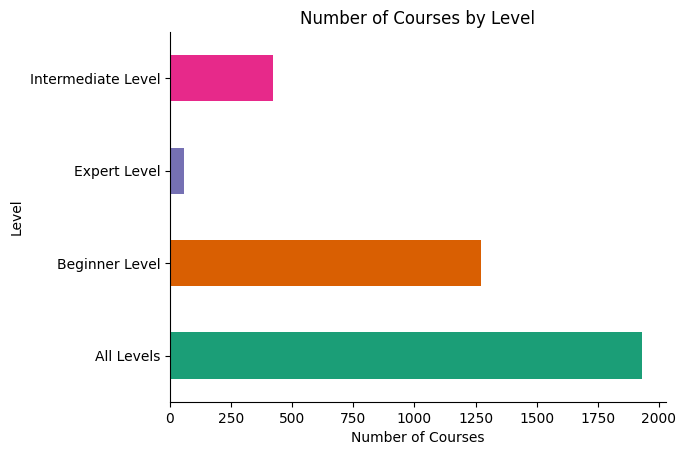 Number of Courses by Level
Level
Intermediate Level
Expert Level
Beginner Level
All Levels
0 250 500 750 1000 1250 1500 1750 2000
Number of Courses